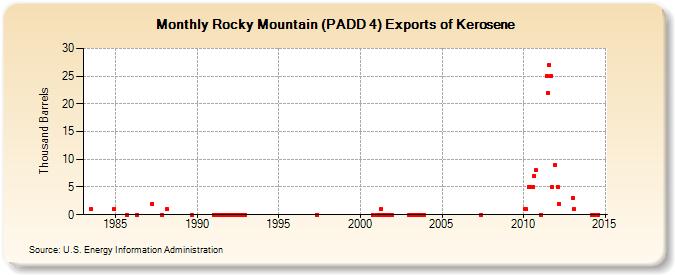 Monthly Rocky Mountain (PADD 4) Exports of Kerosene
Thousand Barrels
30
25
20
15
10
5
0
1985 1990 1995 2000 2005 2010 2015
Source: U.S. Energy Information Administration